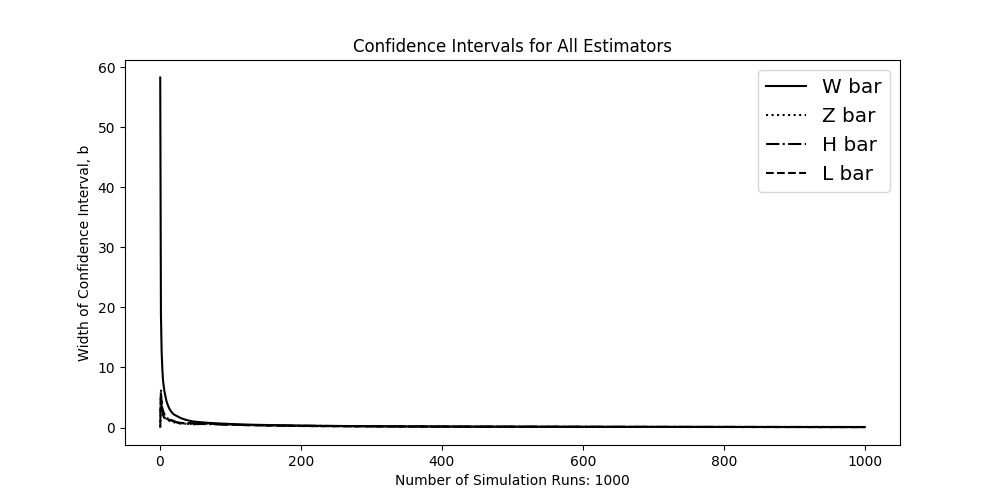 Confidence Intervals for All Estimators
60
50
40
30
20
10
0
Width of Confidence Interval, b
W bar
Z bar
H bar
L bar
0 200 400 600 800 1000
Number of Simulation Runs: 1000